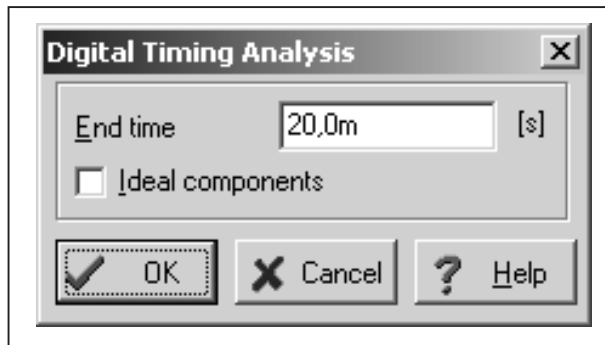 Digital Timing Analysis
End time 20,0m [s]
Ideal components
OK Cancel ? Help